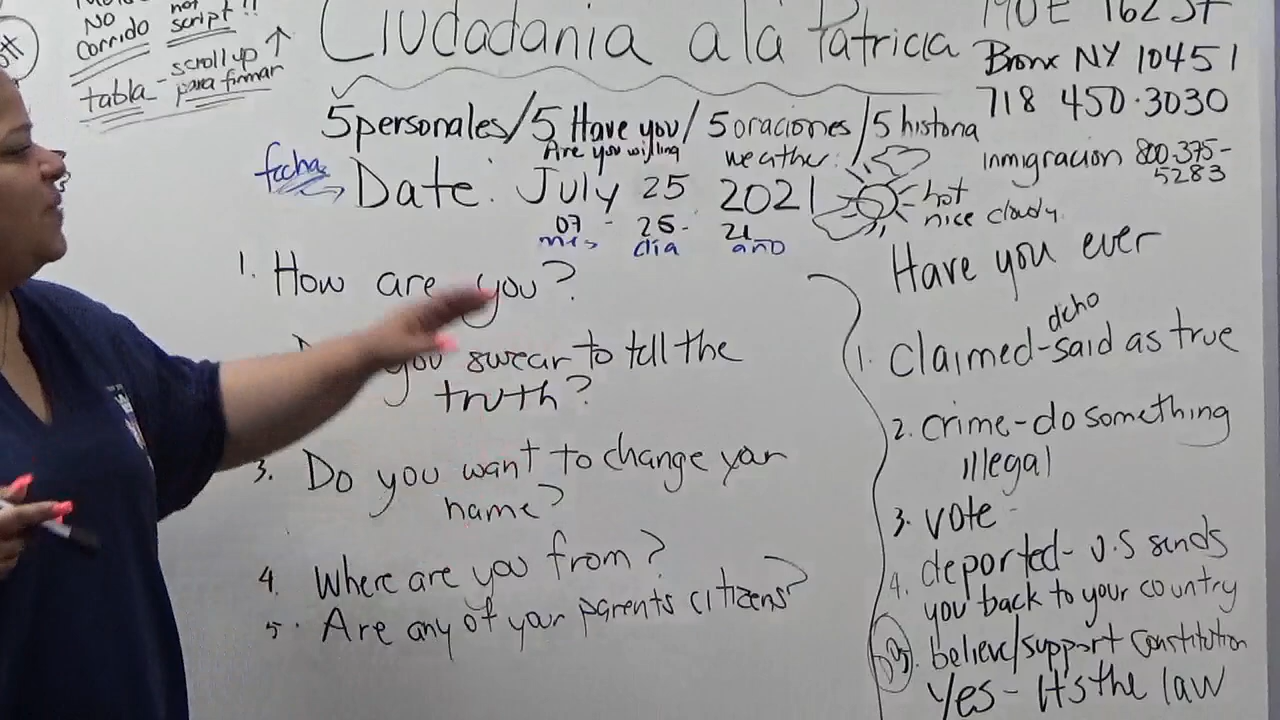 NO not
corrido script !!
tabla - scroll up ↑
para firmar
Ciudadania a la Patricia
190 E 162 St
Bronx NY 10451
718 450.3030
inmigracion 800.375-
5283
5 personales / 5 Have you / 5 oraciones / 5 historia
Are you willing
weather:
fecha → Date: July 25 2021
hot
nice cloudy
07 - 25 - 21
mes dia año
1. How are you?
you swear to tell the
truth?
3. Do you want to change your
name?
4. Where are you from?
5. Are any of your parents citizens?
Have you ever
dcho
1. claimed - said as true
2. crime - do something
illegal
3. vote -
4. deported - U.S sends
you back to your country
believe/support constitution
Yes - It's the law